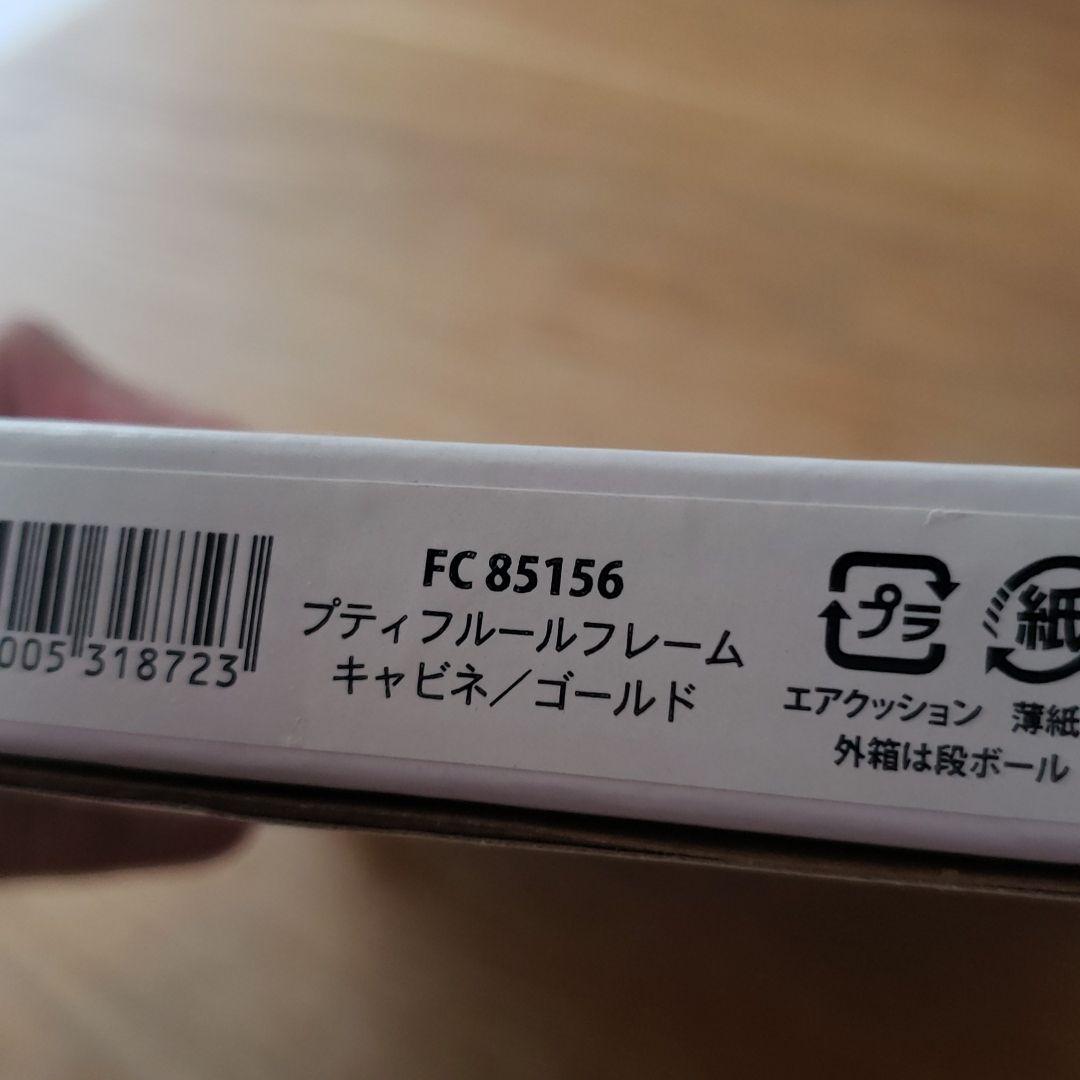 FC 85156
プティフルールフレーム
キャビネ／ゴールド
005 318723
プラ
紙
エアクッション 薄紙
外箱は段ボール